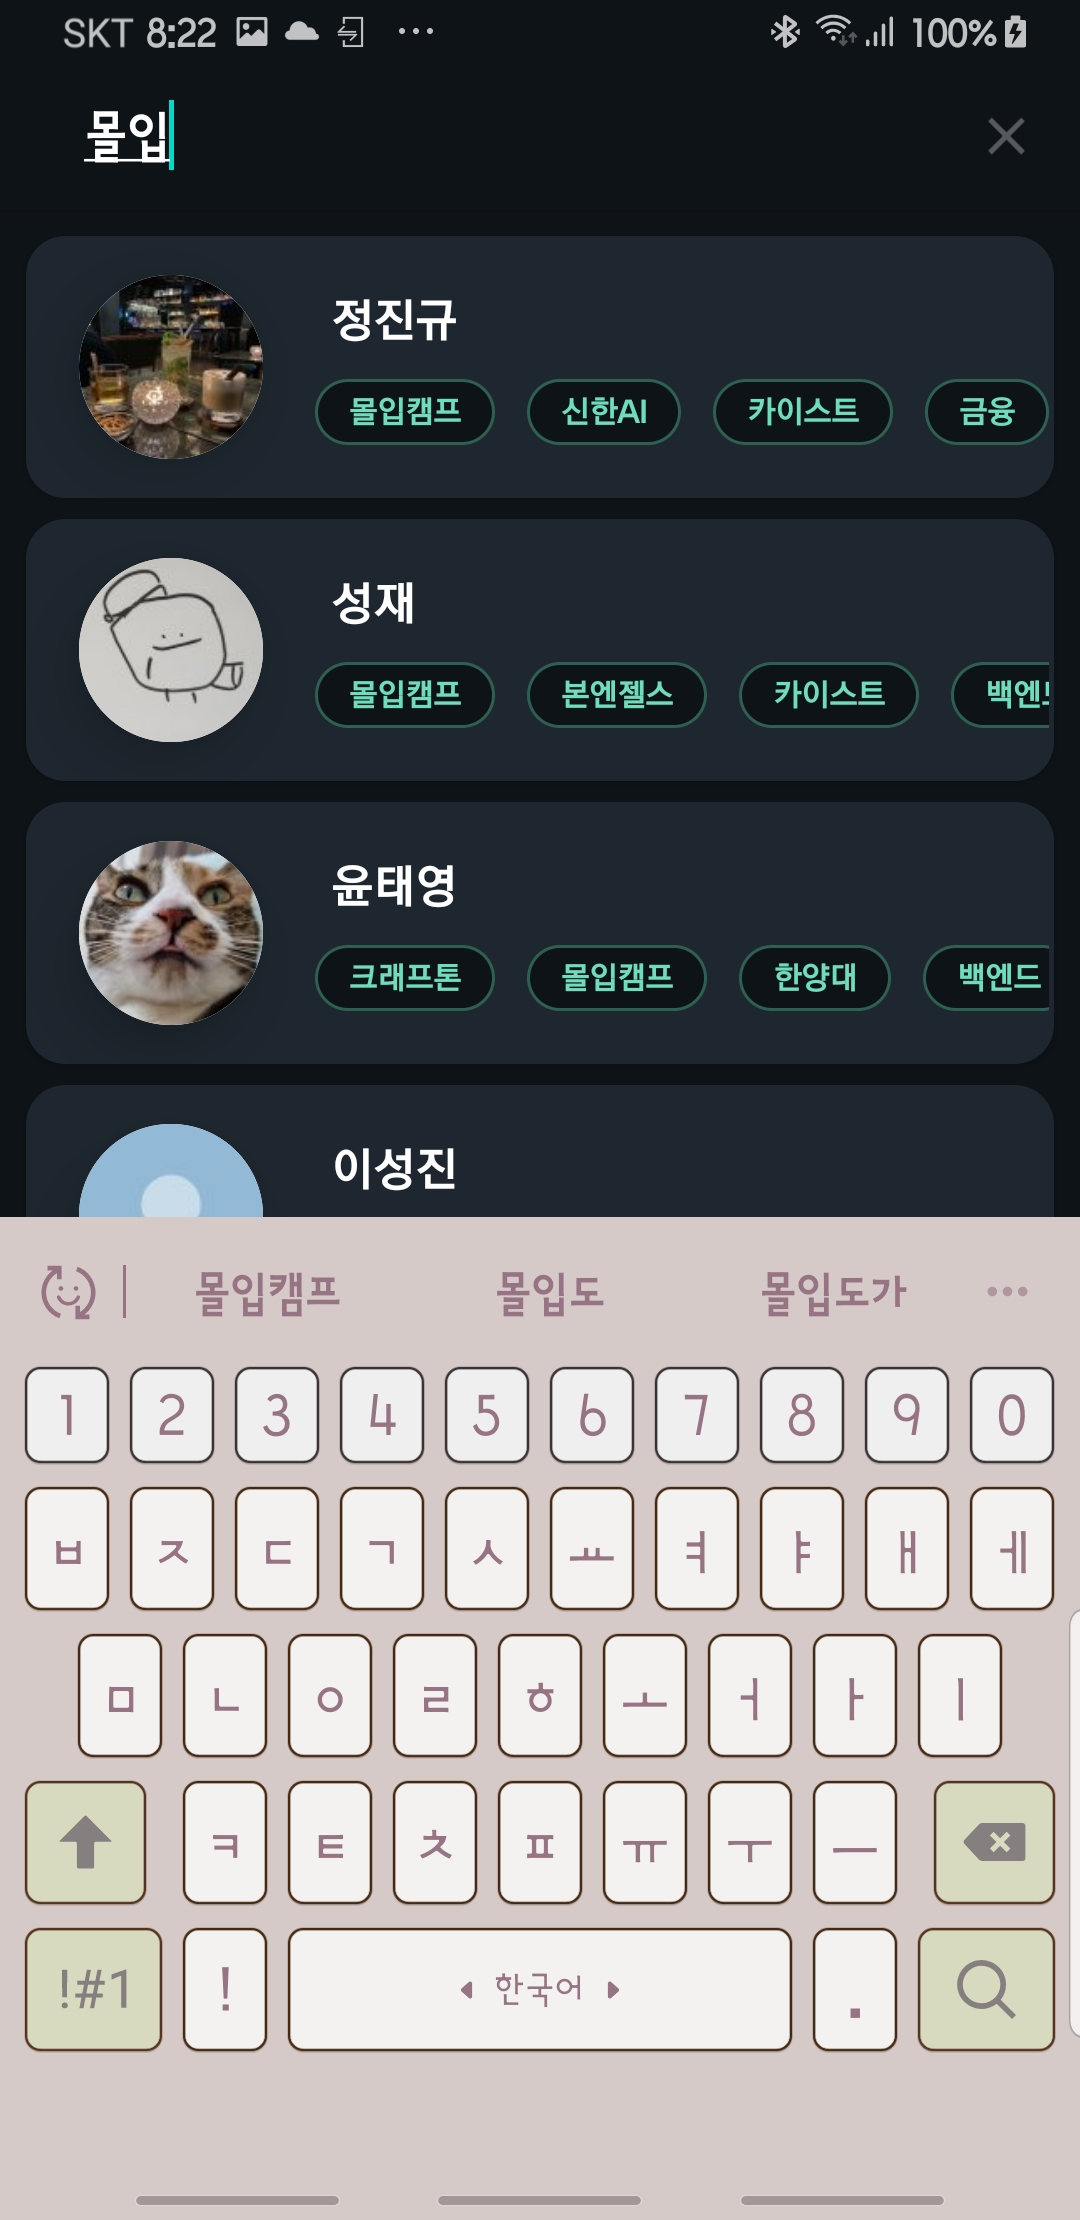 SKT 8:22 100%
몰입
정진규
몰입캠프 신한AI 카이스트 금융
성재
몰입캠프 본엔젤스 카이스트
윤태영
크래프톤 몰입캠프 한양대 백엔드
이성진
몰입캠프 몰입도 몰입도가
1 2 3 4 5 6 7 8 9 0
ㅂ ㅈ ㄷ ㄱ ㅅ ㅛ ㅕ ㅑ ㅐ ㅔ
ㅁ ㄴ ㅇ ㄹ ㅎ ㅗ ㅓ ㅏ ㅣ
ㅋ ㅌ ㅊ ㅍ ㅠ ㅜ ㅡ
!#1 ! 한국어 .